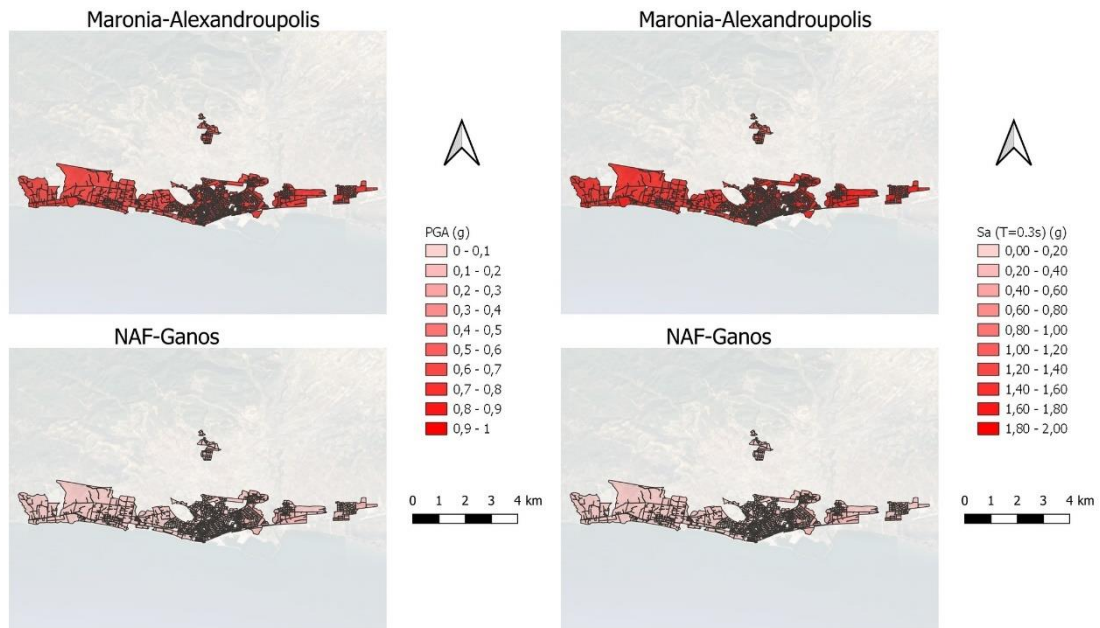 Maronia-Alexandroupolis
PGA (g)
0 - 0,1
0,1 - 0,2
0,2 - 0,3
0,3 - 0,4
0,4 - 0,5
0,5 - 0,6
0,6 - 0,7
0,7 - 0,8
0,8 - 0,9
0,9 - 1
NAF-Ganos
0 1 2 3 4 km
Maronia-Alexandroupolis
Sa (T=0.3s) (g)
0,00 - 0,20
0,20 - 0,40
0,40 - 0,60
0,60 - 0,80
0,80 - 1,00
1,00 - 1,20
1,20 - 1,40
1,40 - 1,60
1,60 - 1,80
1,80 - 2,00
NAF-Ganos
0 1 2 3 4 km